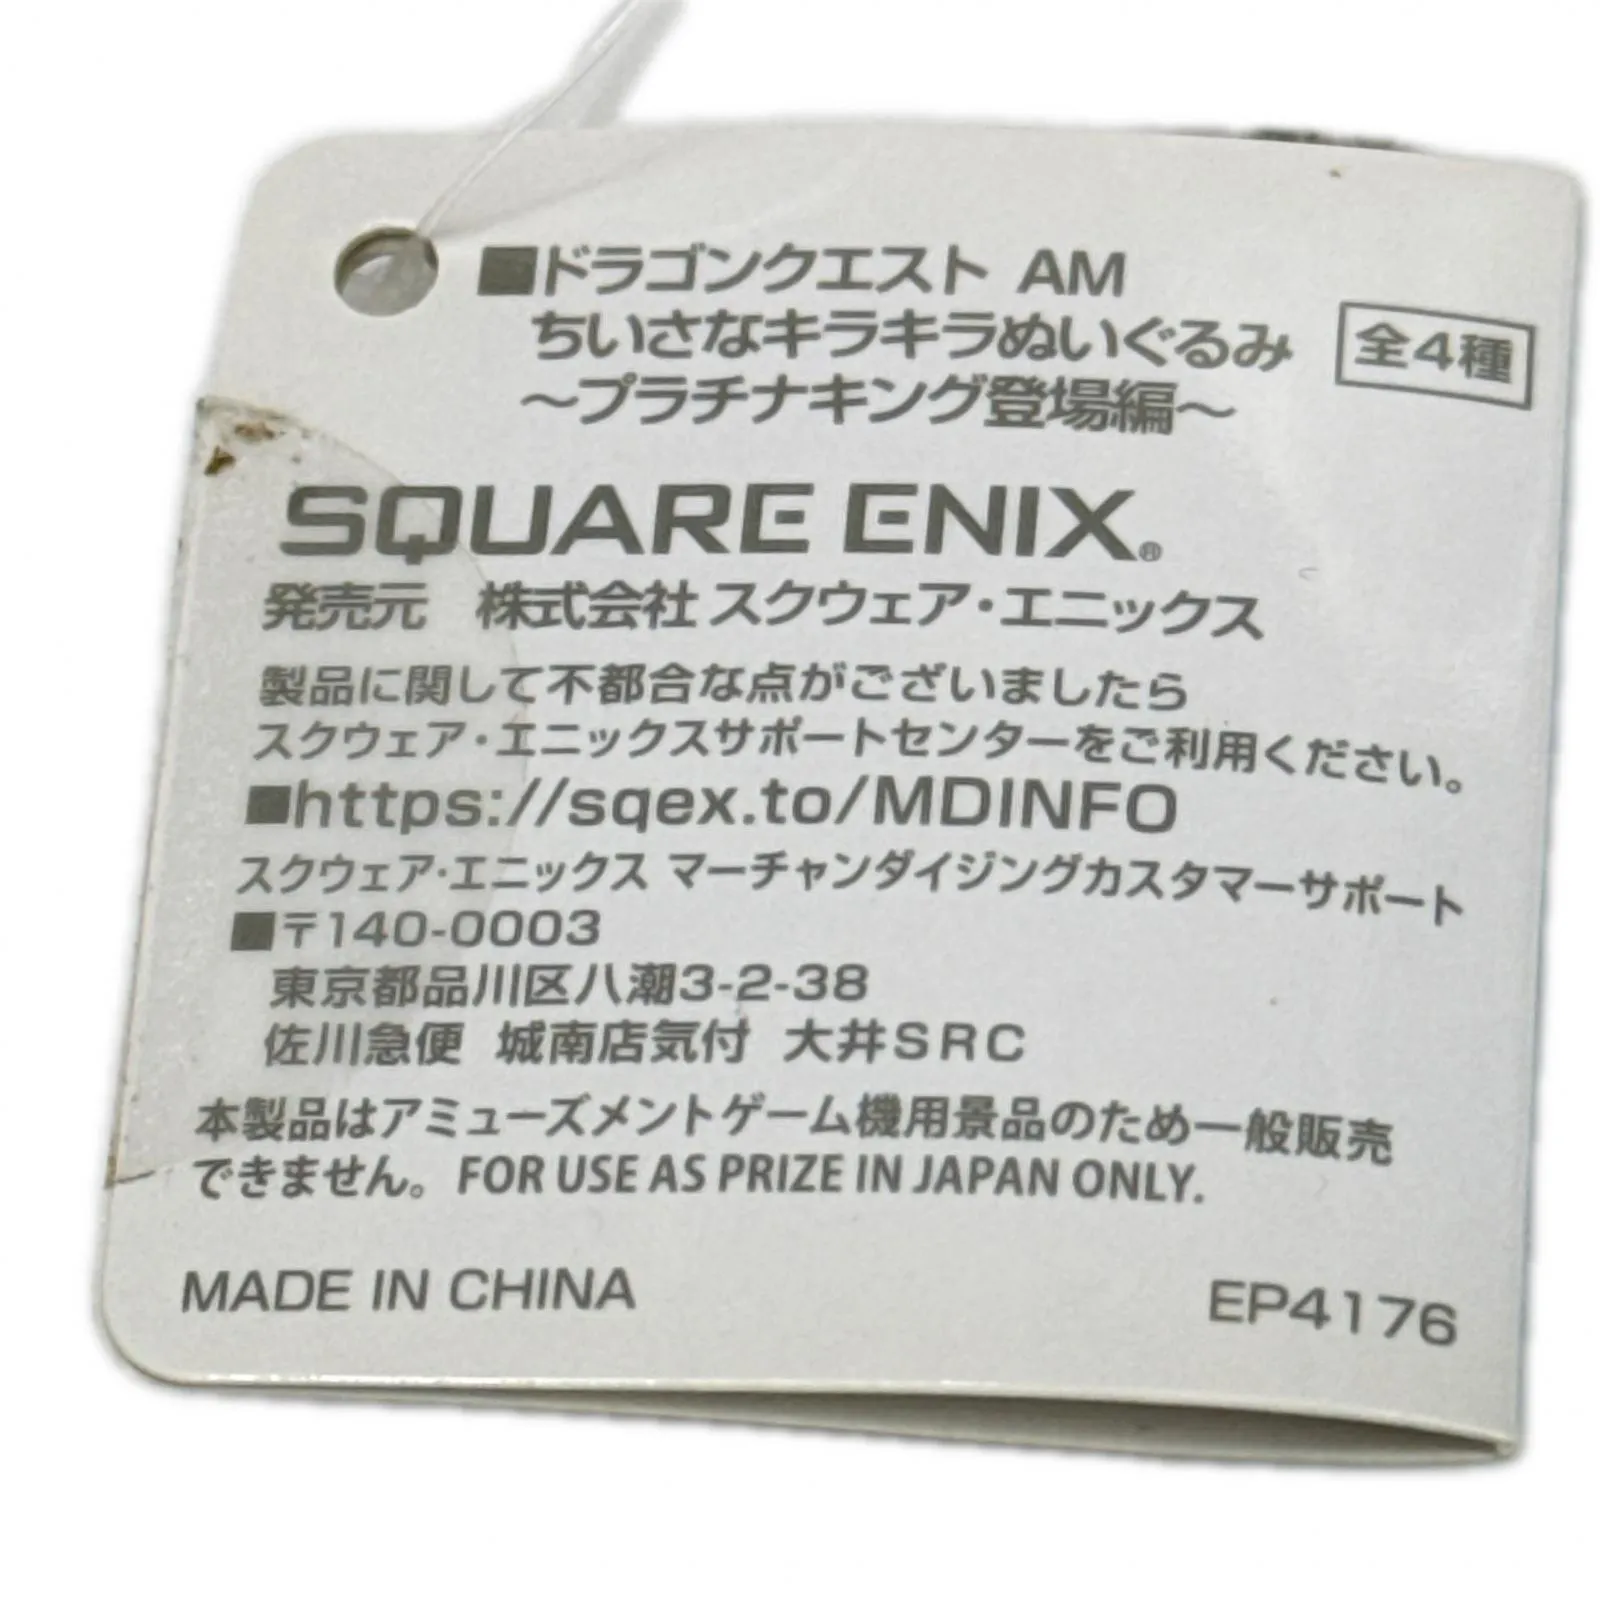 ■ドラゴンクエスト AM
ちいさなキラキラぬいぐるみ 全4種
～プラチナキング登場編～
SQUARE ENIX®
発売元 株式会社スクウェア・エニックス
製品に関して不都合な点がございましたら
スクウェア・エニックスサポートセンターをご利用ください。
■https://sqex.to/MDINFO
スクウェア・エニックス マーチャンダイジングカスタマーサポート
■〒140-0003
東京都品川区八潮3-2-38
佐川急便 城南店気付 大井SRC
本製品はアミューズメントゲーム機用景品のため一般販売
できません。FOR USE AS PRIZE IN JAPAN ONLY.
MADE IN CHINA EP4176